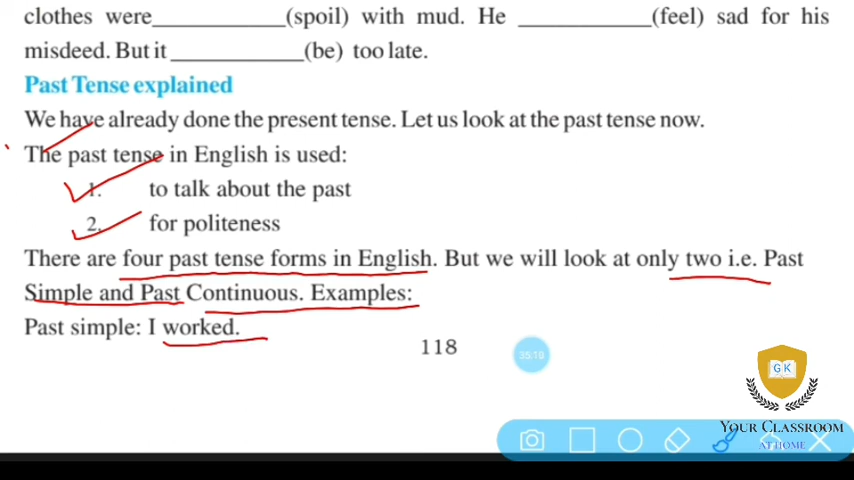 clothes were____________(spoil) with mud. He ____________(feel) sad for his
misdeed. But it ____________(be) too late.
Past Tense explained
We have already done the present tense. Let us look at the past tense now.
The past tense in English is used:
1. to talk about the past
2. for politeness
There are four past tense forms in English. But we will look at only two i.e. Past
Simple and Past Continuous. Examples:
Past simple: I worked.
118
35:10
G K
YOUR CLASSROOM
AT HOME